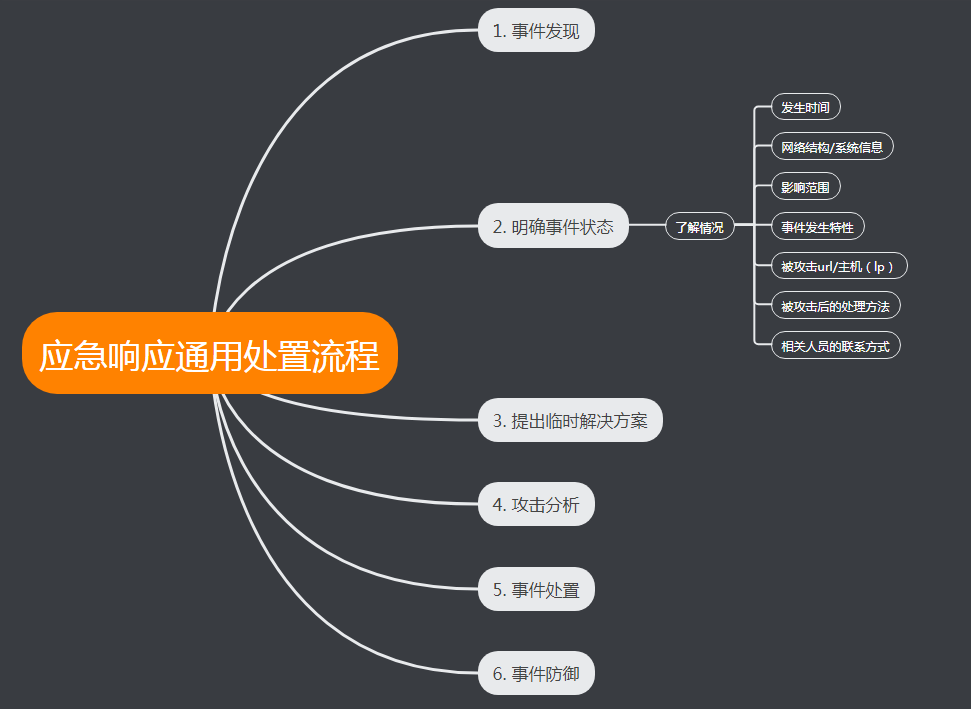 应急响应通用处置流程
1. 事件发现
2. 明确事件状态
了解情况
发生时间
网络结构/系统信息
影响范围
事件发生特性
被攻击url/主机（lp）
被攻击后的处理方法
相关人员的联系方式
3. 提出临时解决方案
4. 攻击分析
5. 事件处置
6. 事件防御